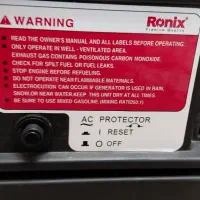 ⚠ WARNING
Ronix®
Premium Quality
READ THE OWNER'S MANUAL AND ALL LABELS BEFORE OPERATING.
ONLY OPERATE IN WELL - VENTILATED AREA.
EXHAUST GAS CONTAINS POISONOUS CARBON MONOXIDE.
CHECK FOR SPILT FUEL OR FUEL LEAKS.
STOP ENGINE BEFORE REFUELING.
DO NOT OPERATE NEAR FLAMMABLE MATERIALS.
ELECTROCUTION CAN OCCUR IF GENERATOR IS USED IN RAIN,
SNOW,OR NEAR WATER.KEEP THIS UNIT DRY AT ALL TIMES.
BE SURE TO USE MIXED GASOLINE. (MIXING RATIO50:1)
AC PROTECTOR
I RESET
O OFF